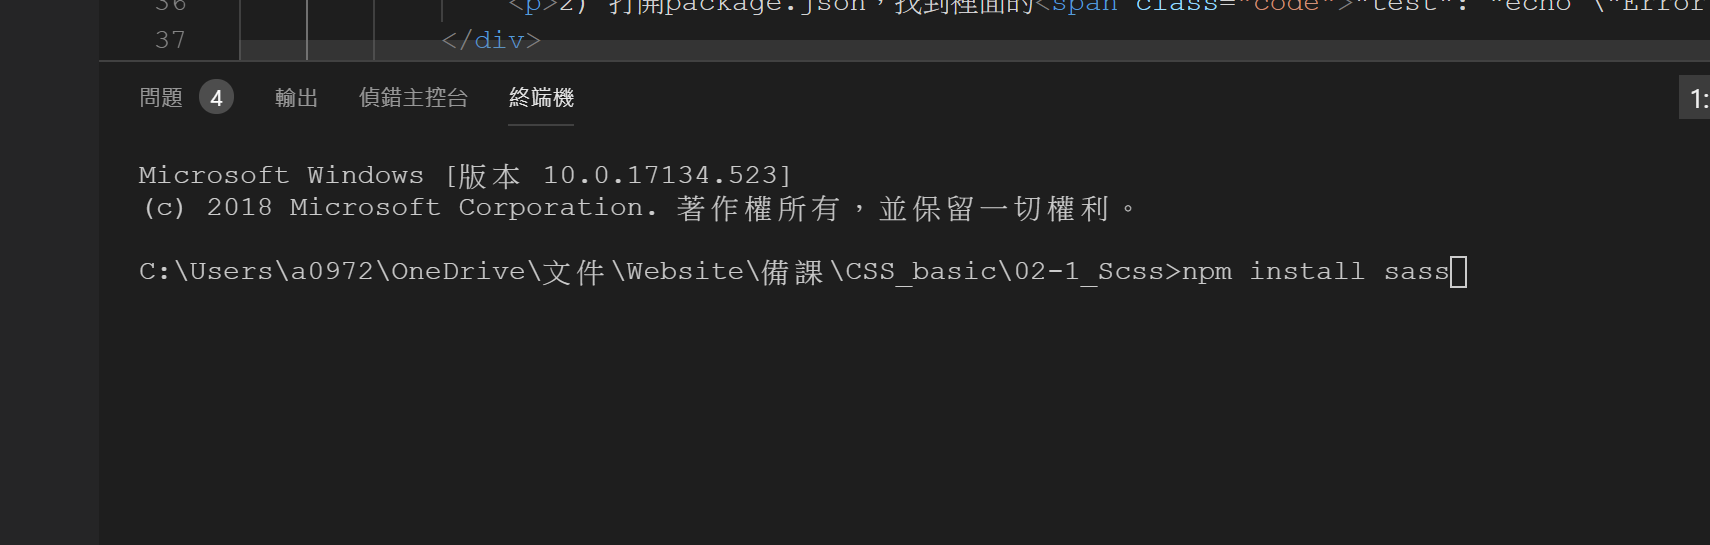 36 <p>2) 打開package.json，找到裡面的<span class="code">"test": "echo \"Error
37 </div>
問題 4 輸出 偵錯主控台 終端機 1:
Microsoft Windows [版本 10.0.17134.523]
(c) 2018 Microsoft Corporation. 著作權所有，並保留一切權利。
C:\Users\a0972\OneDrive\文件\Website\備課\CSS_basic\02-1_Scss>npm install sass